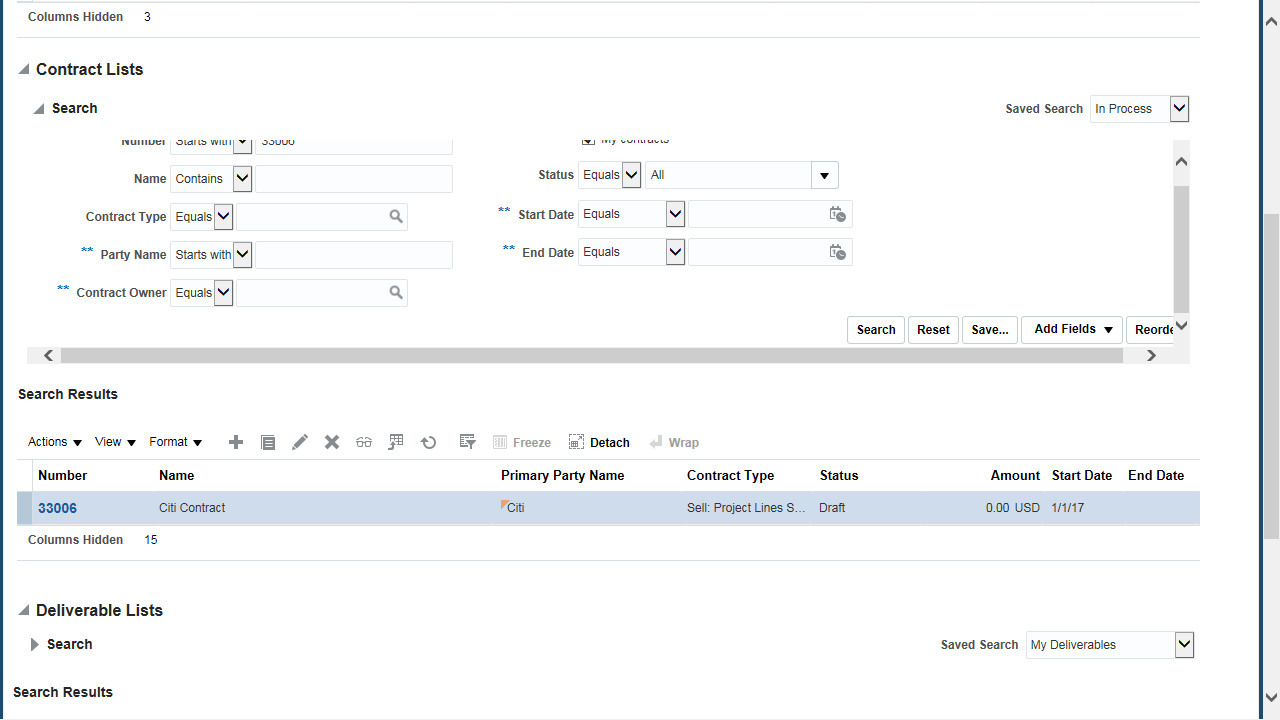 Columns Hidden 3
Contract Lists
Search
Saved Search In Process
Number Starts with 33006
My contracts
Name Contains
Status Equals All
Contract Type Equals
** Start Date Equals
** Party Name Starts with
** End Date Equals
** Contract Owner Equals
Search Reset Save... Add Fields Reorde
Search Results
Actions View Format Freeze Detach Wrap
Number Name Primary Party Name Contract Type Status Amount Start Date End Date
33006 Citi Contract Citi Sell: Project Lines S... Draft 0.00 USD 1/1/17
Columns Hidden 15
Deliverable Lists
Search
Saved Search My Deliverables
Search Results